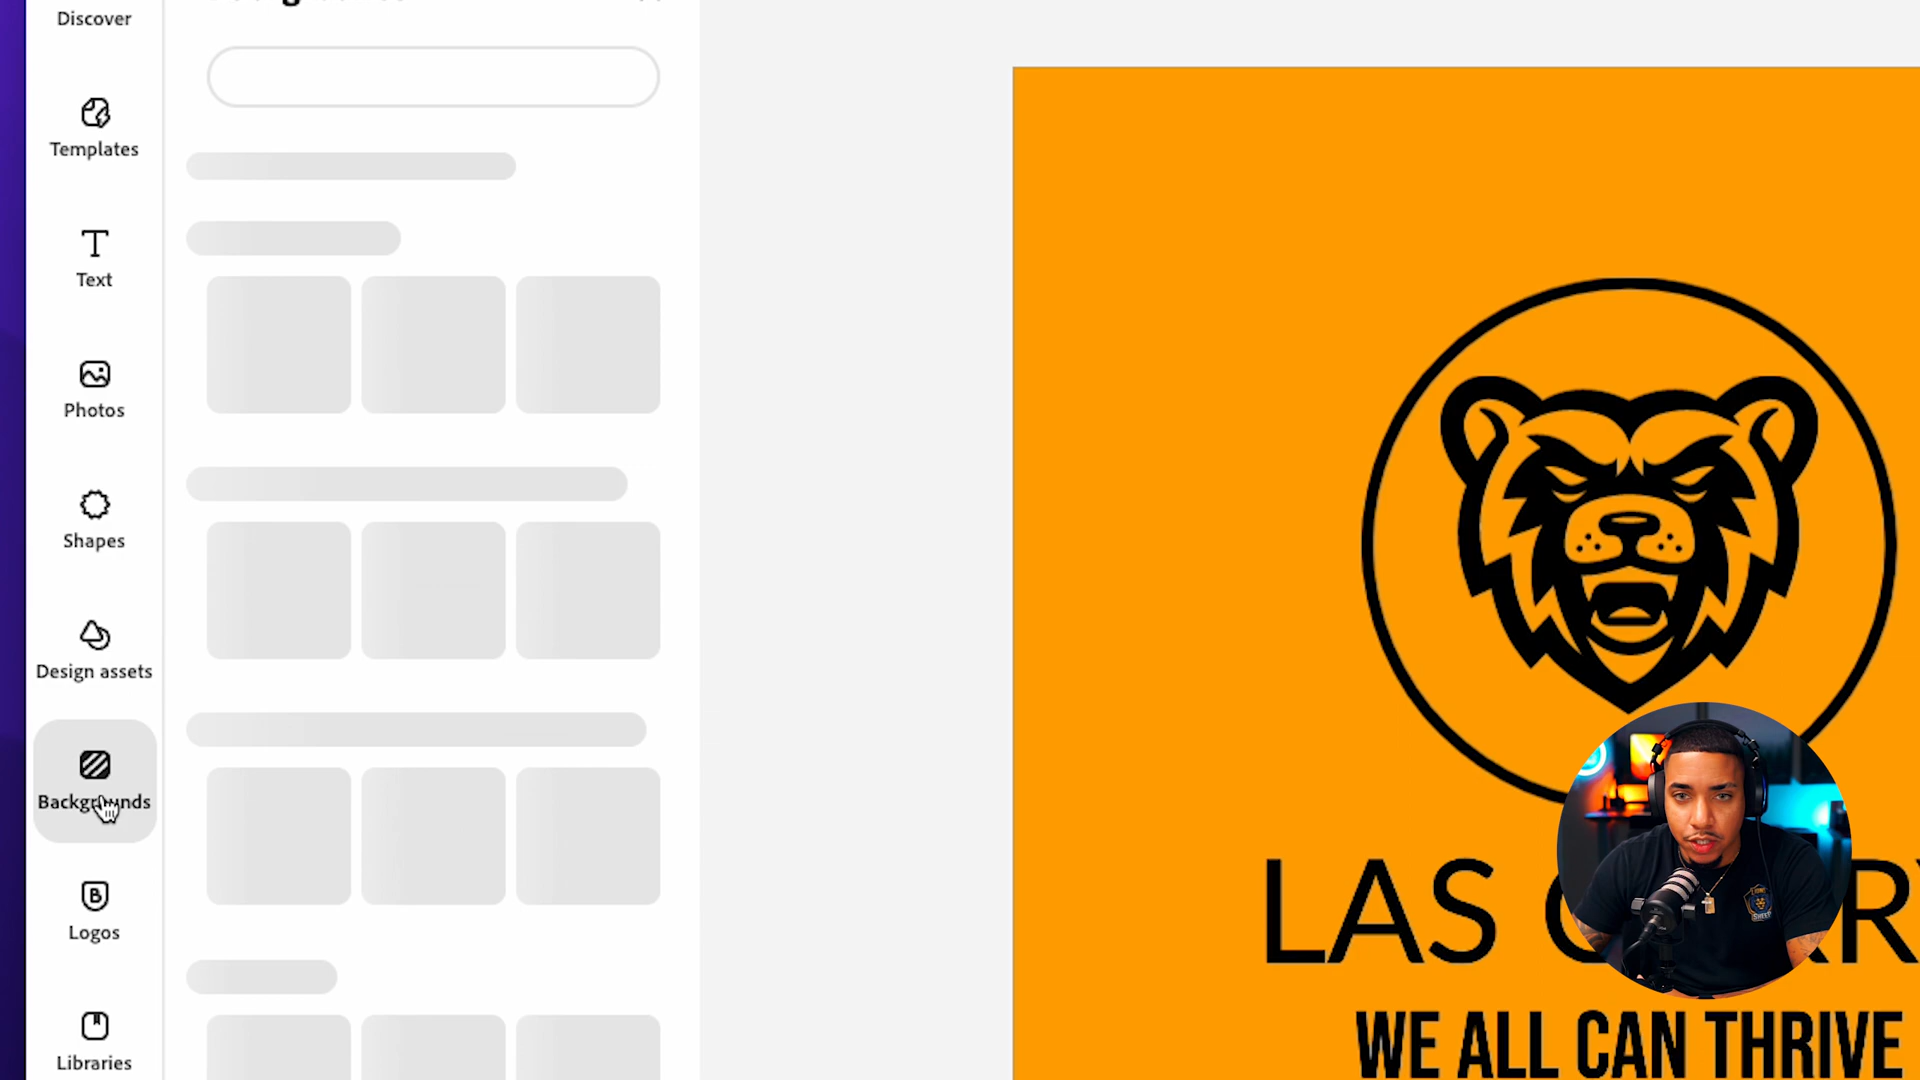 Discover
Templates
Text
Photos
Shapes
Design assets
Backgrounds
Logos
Libraries
LAS
WE ALL CAN THRIVE